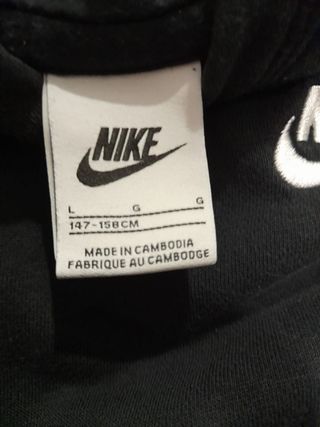 NIKE
L G G
147-158CM
MADE IN CAMBODIA
FABRIQUE AU CAMBODGE